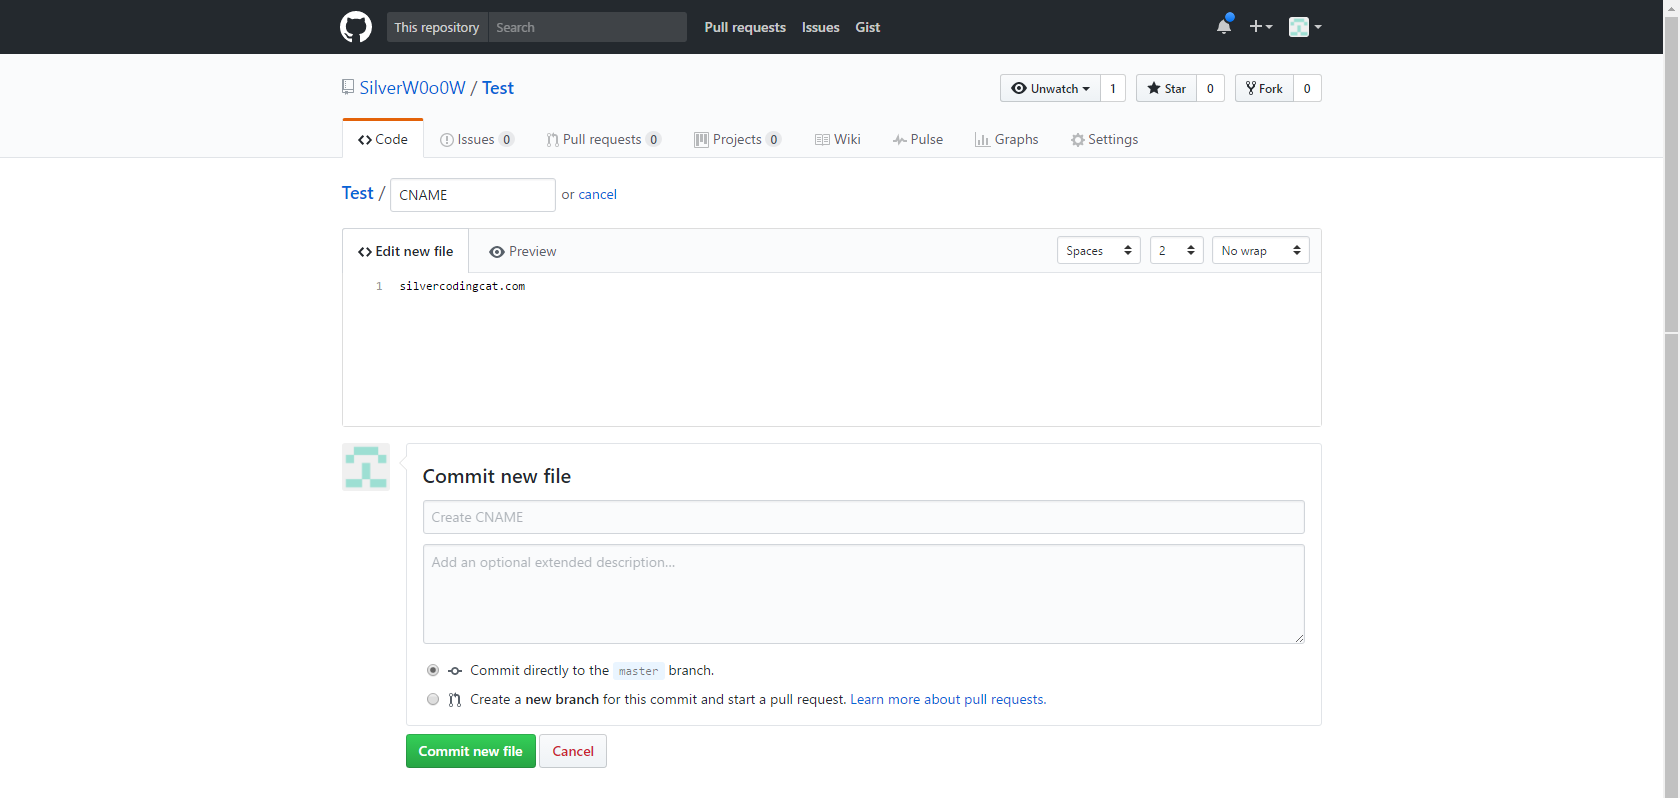 This repository Search Pull requests Issues Gist
SilverW0o0W / Test Unwatch 1 Star 0 Fork 0
Code Issues 0 Pull requests 0 Projects 0 Wiki Pulse Graphs Settings
Test / CNAME or cancel
Edit new file Preview Spaces 2 No wrap
1 silvercodingcat.com
Commit new file
Create CNAME
Add an optional extended description...
Commit directly to the master branch.
Create a new branch for this commit and start a pull request. Learn more about pull requests.
Commit new file Cancel